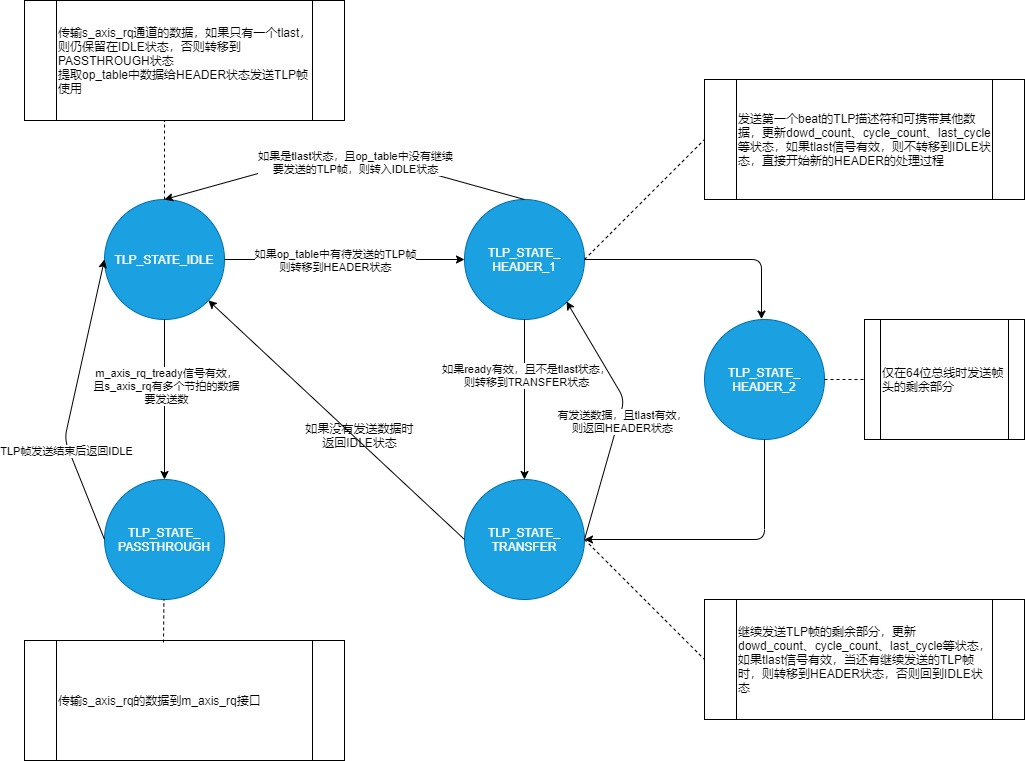 传输s_axis_rq通道的数据，如果只有一个tlast，
则仍保留在IDLE状态，否则转移到
PASSTHROUGH状态
提取op_table中数据给HEADER状态发送TLP帧
使用
发送第一个beat的TLP描述符和可携带其他数
据，更新dowd_count、cycle_count、last_cycle
等状态，如果tlast信号有效，则不转移到IDLE状
态，直接开始新的HEADER的处理过程
如果是tlast状态，且op_table中没有继续
要发送的TLP帧，则转入IDLE状态
TLP_STATE_IDLE
如果op_table中有待发送的TLP帧
则转移到HEADER状态
TLP_STATE_
HEADER_1
TLP_STATE_
HEADER_2
仅在64位总线时发送帧
头的剩余部分
m_axis_rq_tready信号有效，
且s_axis_rq有多个节拍的数据
要发送数
如果ready有效，且不是tlast状态，
则转移到TRANSFER状态
有发送数据，且tlast有效，
则返回HEADER状态
如果没有发送数据时
返回IDLE状态
TLP帧发送结束后返回IDLE
TLP_STATE_
PASSTHROUGH
TLP_STATE_
TRANSFER
继续发送TLP帧的剩余部分，更新
dowd_count、cycle_count、last_cycle等状态，
如果tlast信号有效，当还有继续发送的TLP帧
时，则转移到HEADER状态，否则回到IDLE状
态
传输s_axis_rq的数据到m_axis_rq接口